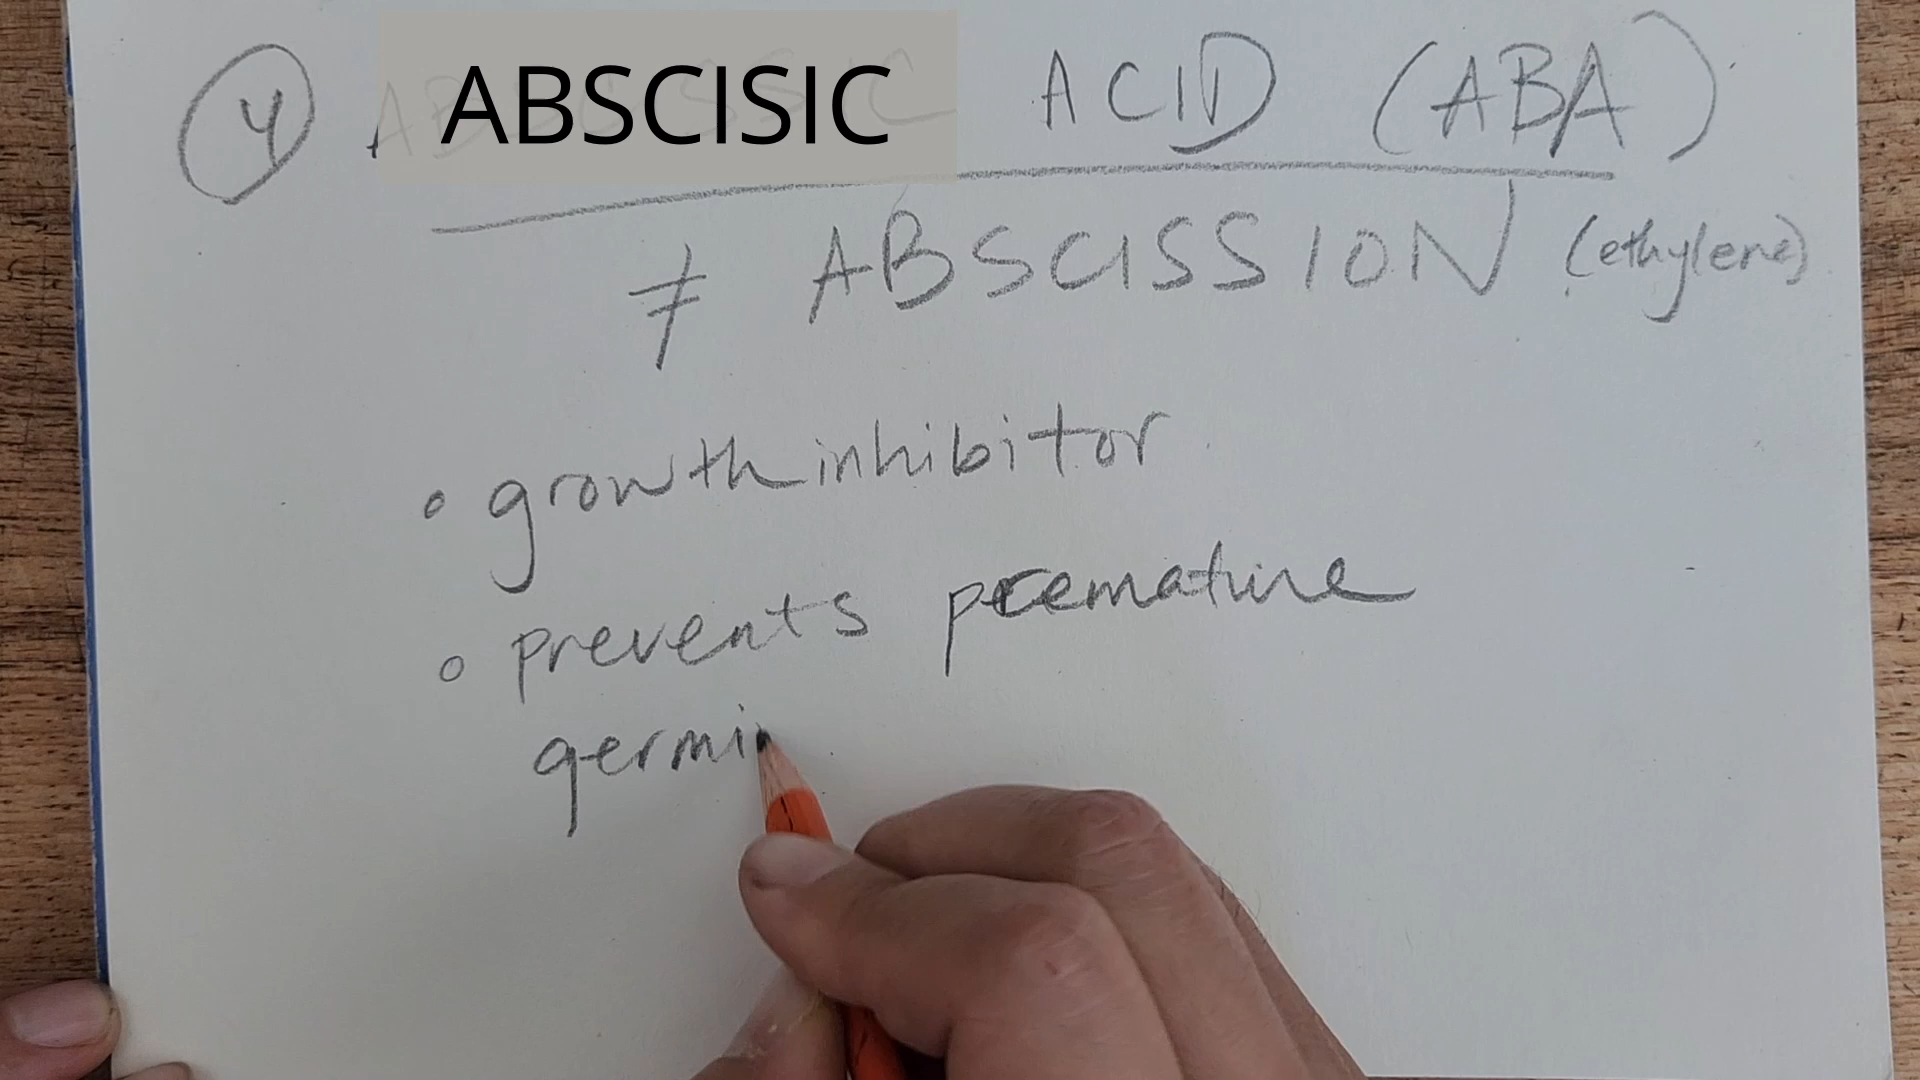 4 ABSCISIC ACID (ABA)
≠ ABSCISSION (ethylene)
• growth inhibitor
• prevents premature
germi